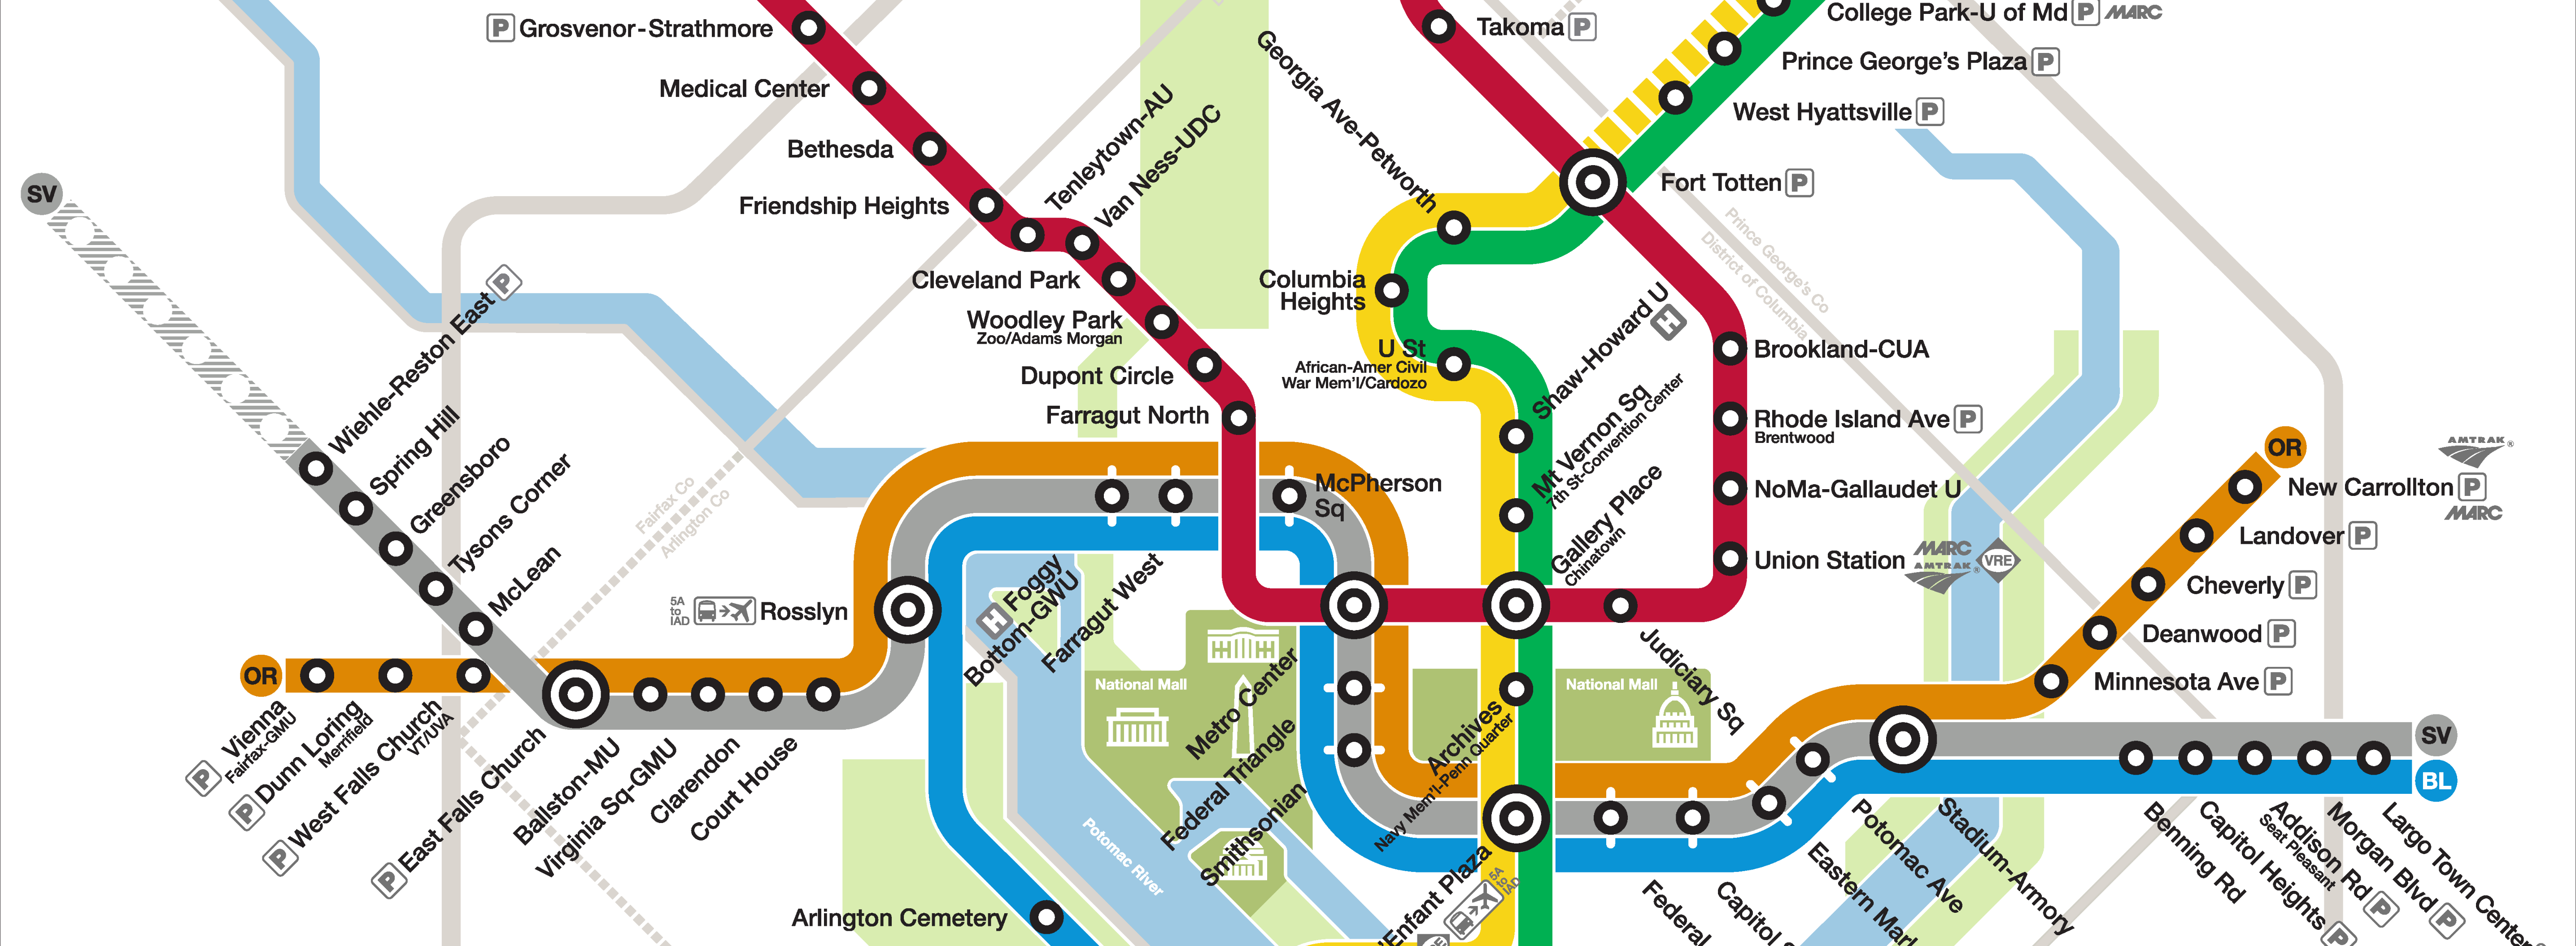 P Grosvenor-Strathmore
Medical Center
Bethesda
Friendship Heights
Tenleytown-AU
Van Ness-UDC
Cleveland Park
Woodley Park
Zoo/Adams Morgan
Dupont Circle
Farragut North
Takoma P
College Park-U of Md P MARC
Prince George's Plaza P
West Hyattsville P
Fort Totten P
Georgia Ave-Petworth
Columbia
Heights
U St
African-Amer Civil
War Mem'l/Cardozo
Shaw-Howard U
H
Mt Vernon Sq
7th St-Convention Center
Gallery Place
Chinatown
Prince George's Co
District of Columbia
Brookland-CUA
Rhode Island Ave P
Brentwood
NoMa-Gallaudet U
Union Station MARC
AMTRAK®
VRE
Judiciary Sq
SV
Wiehle-Reston East P
Spring Hill
Greensboro
Tysons Corner
McLean
Fairfax Co
Arlington Co
OR
P Vienna
Fairfax-GMU
P Dunn Loring
Merrifield
P West Falls Church
VT/UVA
P East Falls Church
Ballston-MU
Virginia Sq-GMU
Clarendon
Court House
5A
to
IAD
Rosslyn
H Foggy
Bottom-GWU
Farragut West
McPherson
Sq
Metro Center
Federal Triangle
Smithsonian
National Mall
National Mall
Archives
Navy Mem'l-Penn Quarter
'Enfant Plaza
5A
to
IAD
Potomac River
Arlington Cemetery
Federal
Capitol
Eastern Mar
Potomac Ave
Stadium-Armory
OR
New Carrollton P
AMTRAK®
MARC
Landover P
Cheverly P
Deanwood P
Minnesota Ave P
SV
BL
Benning Rd
Capitol Heights P
Addison Rd P
Seat Pleasant
Morgan Blvd P
Largo Town Center